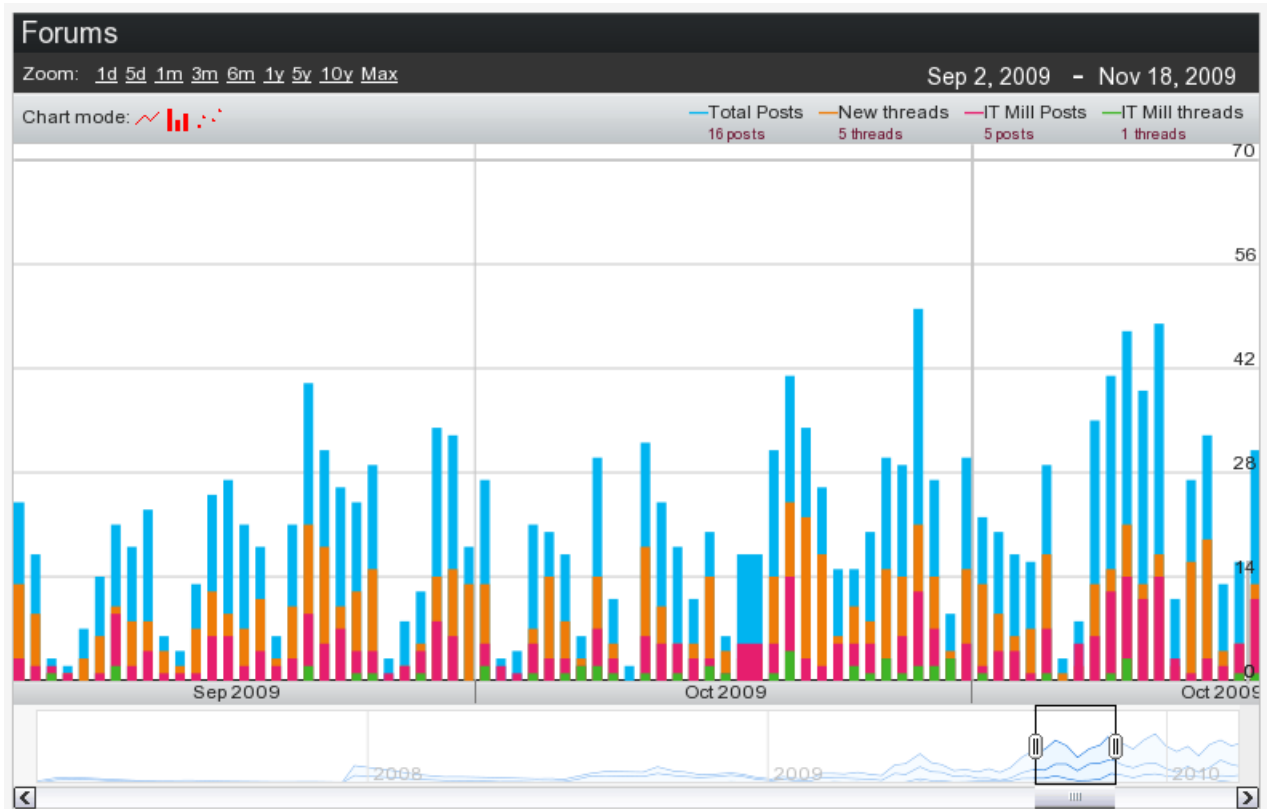 Forums
Zoom: 1d 5d 1m 3m 6m 1y 5y 10y Max Sep 2, 2009 - Nov 18, 2009
Chart mode: Total Posts New threads IT Mill Posts IT Mill threads
16 posts 5 threads 5 posts 1 threads
70
56
42
28
14
0
Sep 2009 Oct 2009 Oct 2009
2008 2009 2010